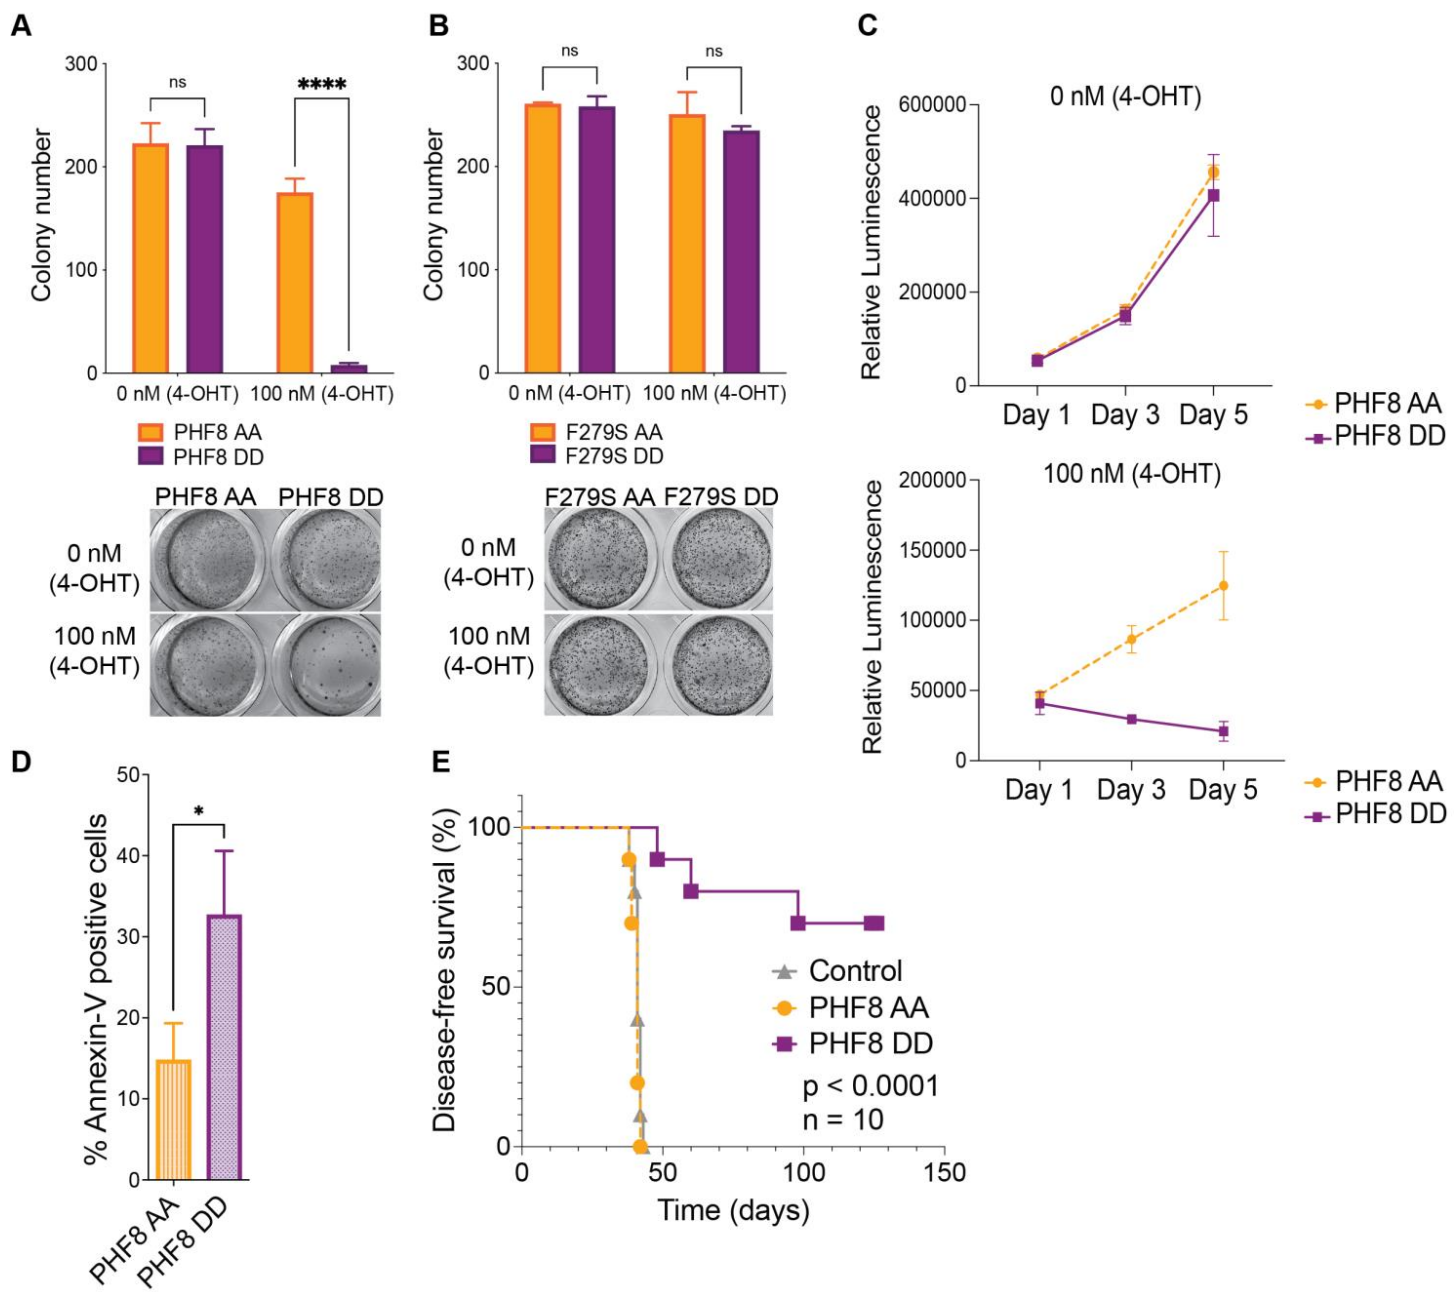 A
300
200
100
0
Colony number
ns
****
0 nM (4-OHT) 100 nM (4-OHT)
PHF8 AA
PHF8 DD
PHF8 AA PHF8 DD
0 nM
(4-OHT)
100 nM
(4-OHT)
B
300
200
100
0
Colony number
ns
ns
0 nM (4-OHT) 100 nM (4-OHT)
F279S AA
F279S DD
F279S AA F279S DD
0 nM
(4-OHT)
100 nM
(4-OHT)
C
0 nM (4-OHT)
600000
400000
200000
0
Relative Luminescence
Day 1 Day 3 Day 5
PHF8 AA
PHF8 DD
100 nM (4-OHT)
200000
150000
100000
50000
0
Relative Luminescence
Day 1 Day 3 Day 5
PHF8 AA
PHF8 DD
D
50
40
30
20
10
0
% Annexin-V positive cells
*
PHF8 AA
PHF8 DD
E
100
50
0
Disease-free survival (%)
Control
PHF8 AA
PHF8 DD
p < 0.0001
n = 10
0 50 100 150
Time (days)